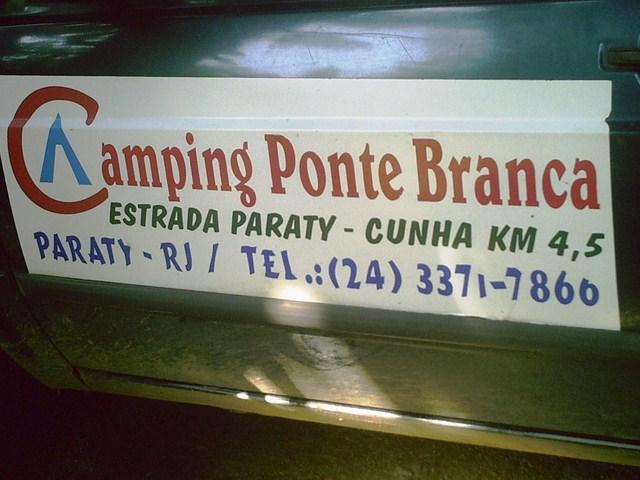 Camping Ponte Branca
ESTRADA PARATY - CUNHA KM 4,5
PARATY - RJ / TEL.:(24) 3371-7866